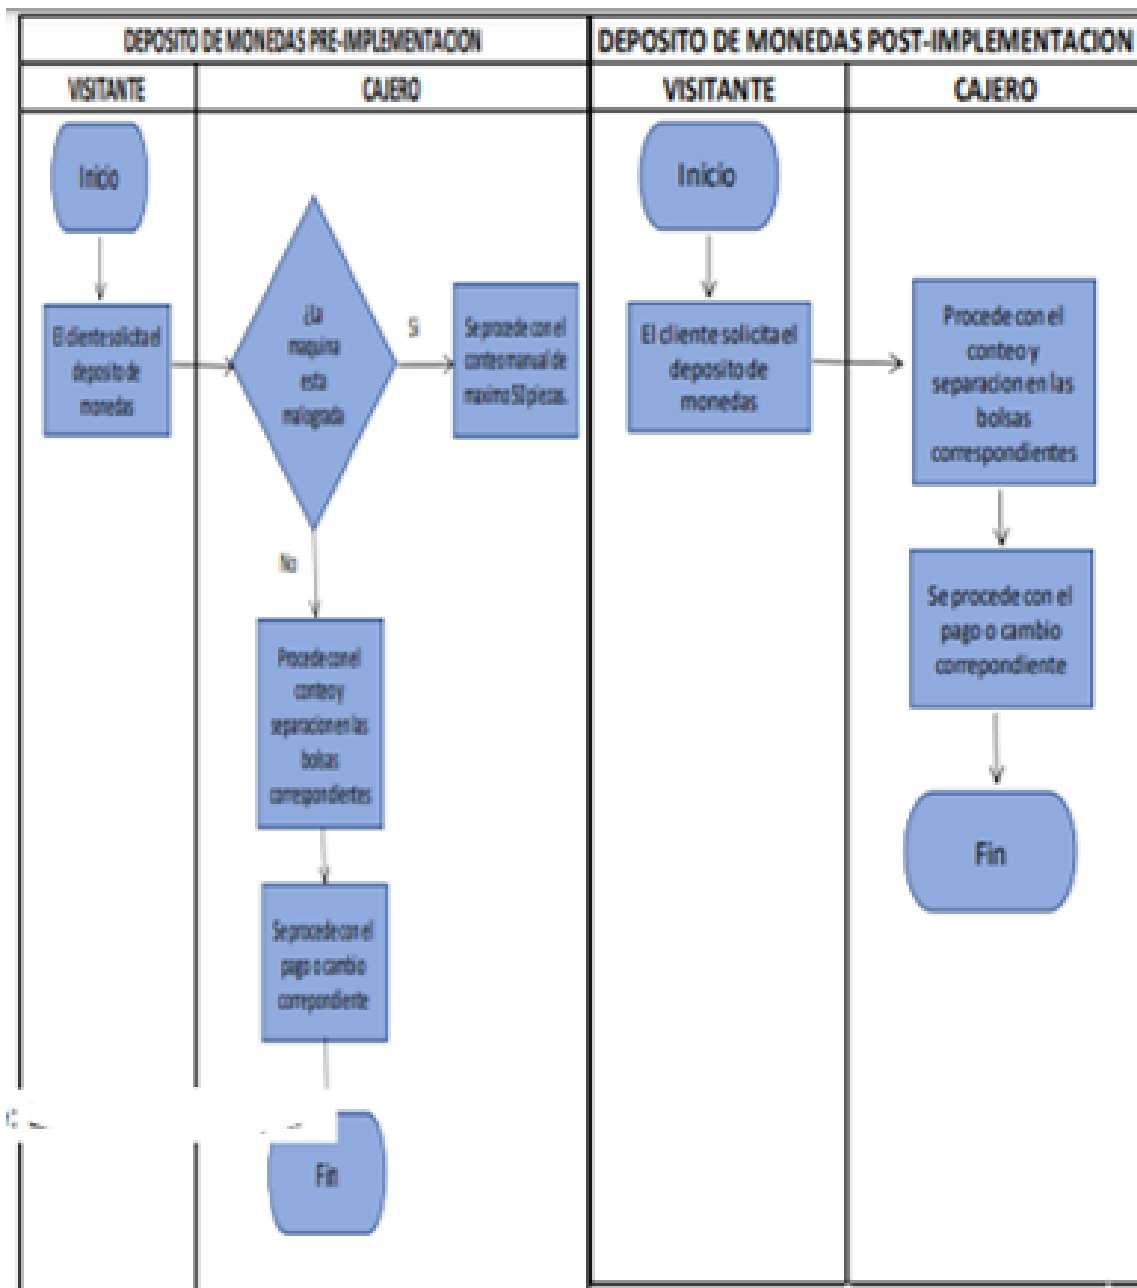 DEPOSITO DE MONEDAS PRE-IMPLEMENTACION
VISITANTE
CAJERO
Inicio
El cliente solicita el
deposito de
monedas
¿la
maquina
esta
malograda
Si
Se procede con el
conteo manual de
maximo 50 piezas.
No
Procede con el
conteo y
separacion en las
bolsas
correspondientes
Se procede con el
pago o cambio
correpondiente
Fin
DEPOSITO DE MONEDAS POST-IMPLEMENTACION
VISITANTE
CAJERO
Inicio
El cliente solicita el
deposito de
monedas
Procede con el
conteo y
separacion en las
bolsas
correspondientes
Se procede con el
pago o cambio
correpondiente
Fin